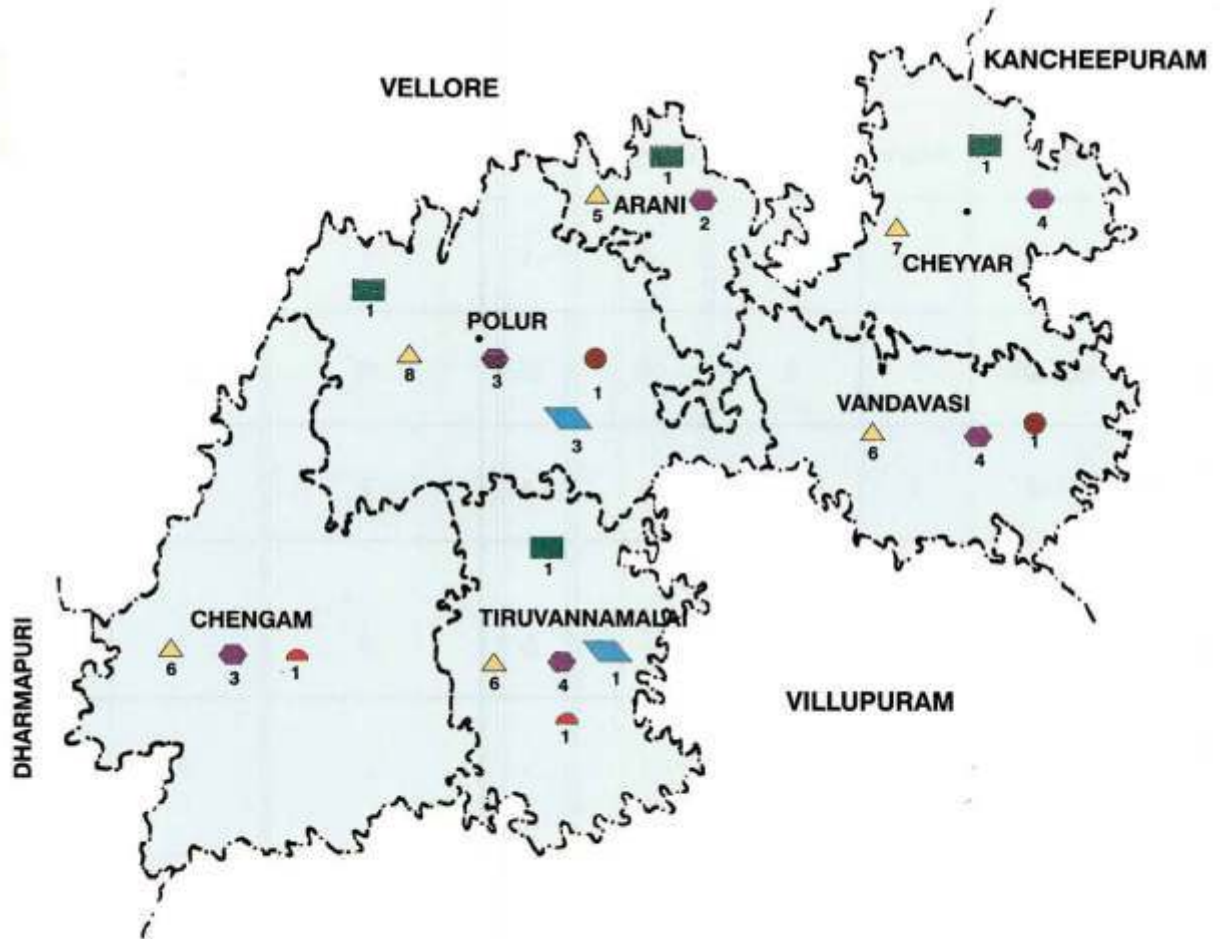 KANCHEEPURAM
VELLORE
1
1
5
ARANI
2
4
7
CHEYYAR
1
POLUR
8
3
1
VANDAVASI
3
6
4
1
1
CHENGAM
TIRUVANNAMALAI
6
3
1
6
4
1
1
VILLUPURAM
DHARMAPURI